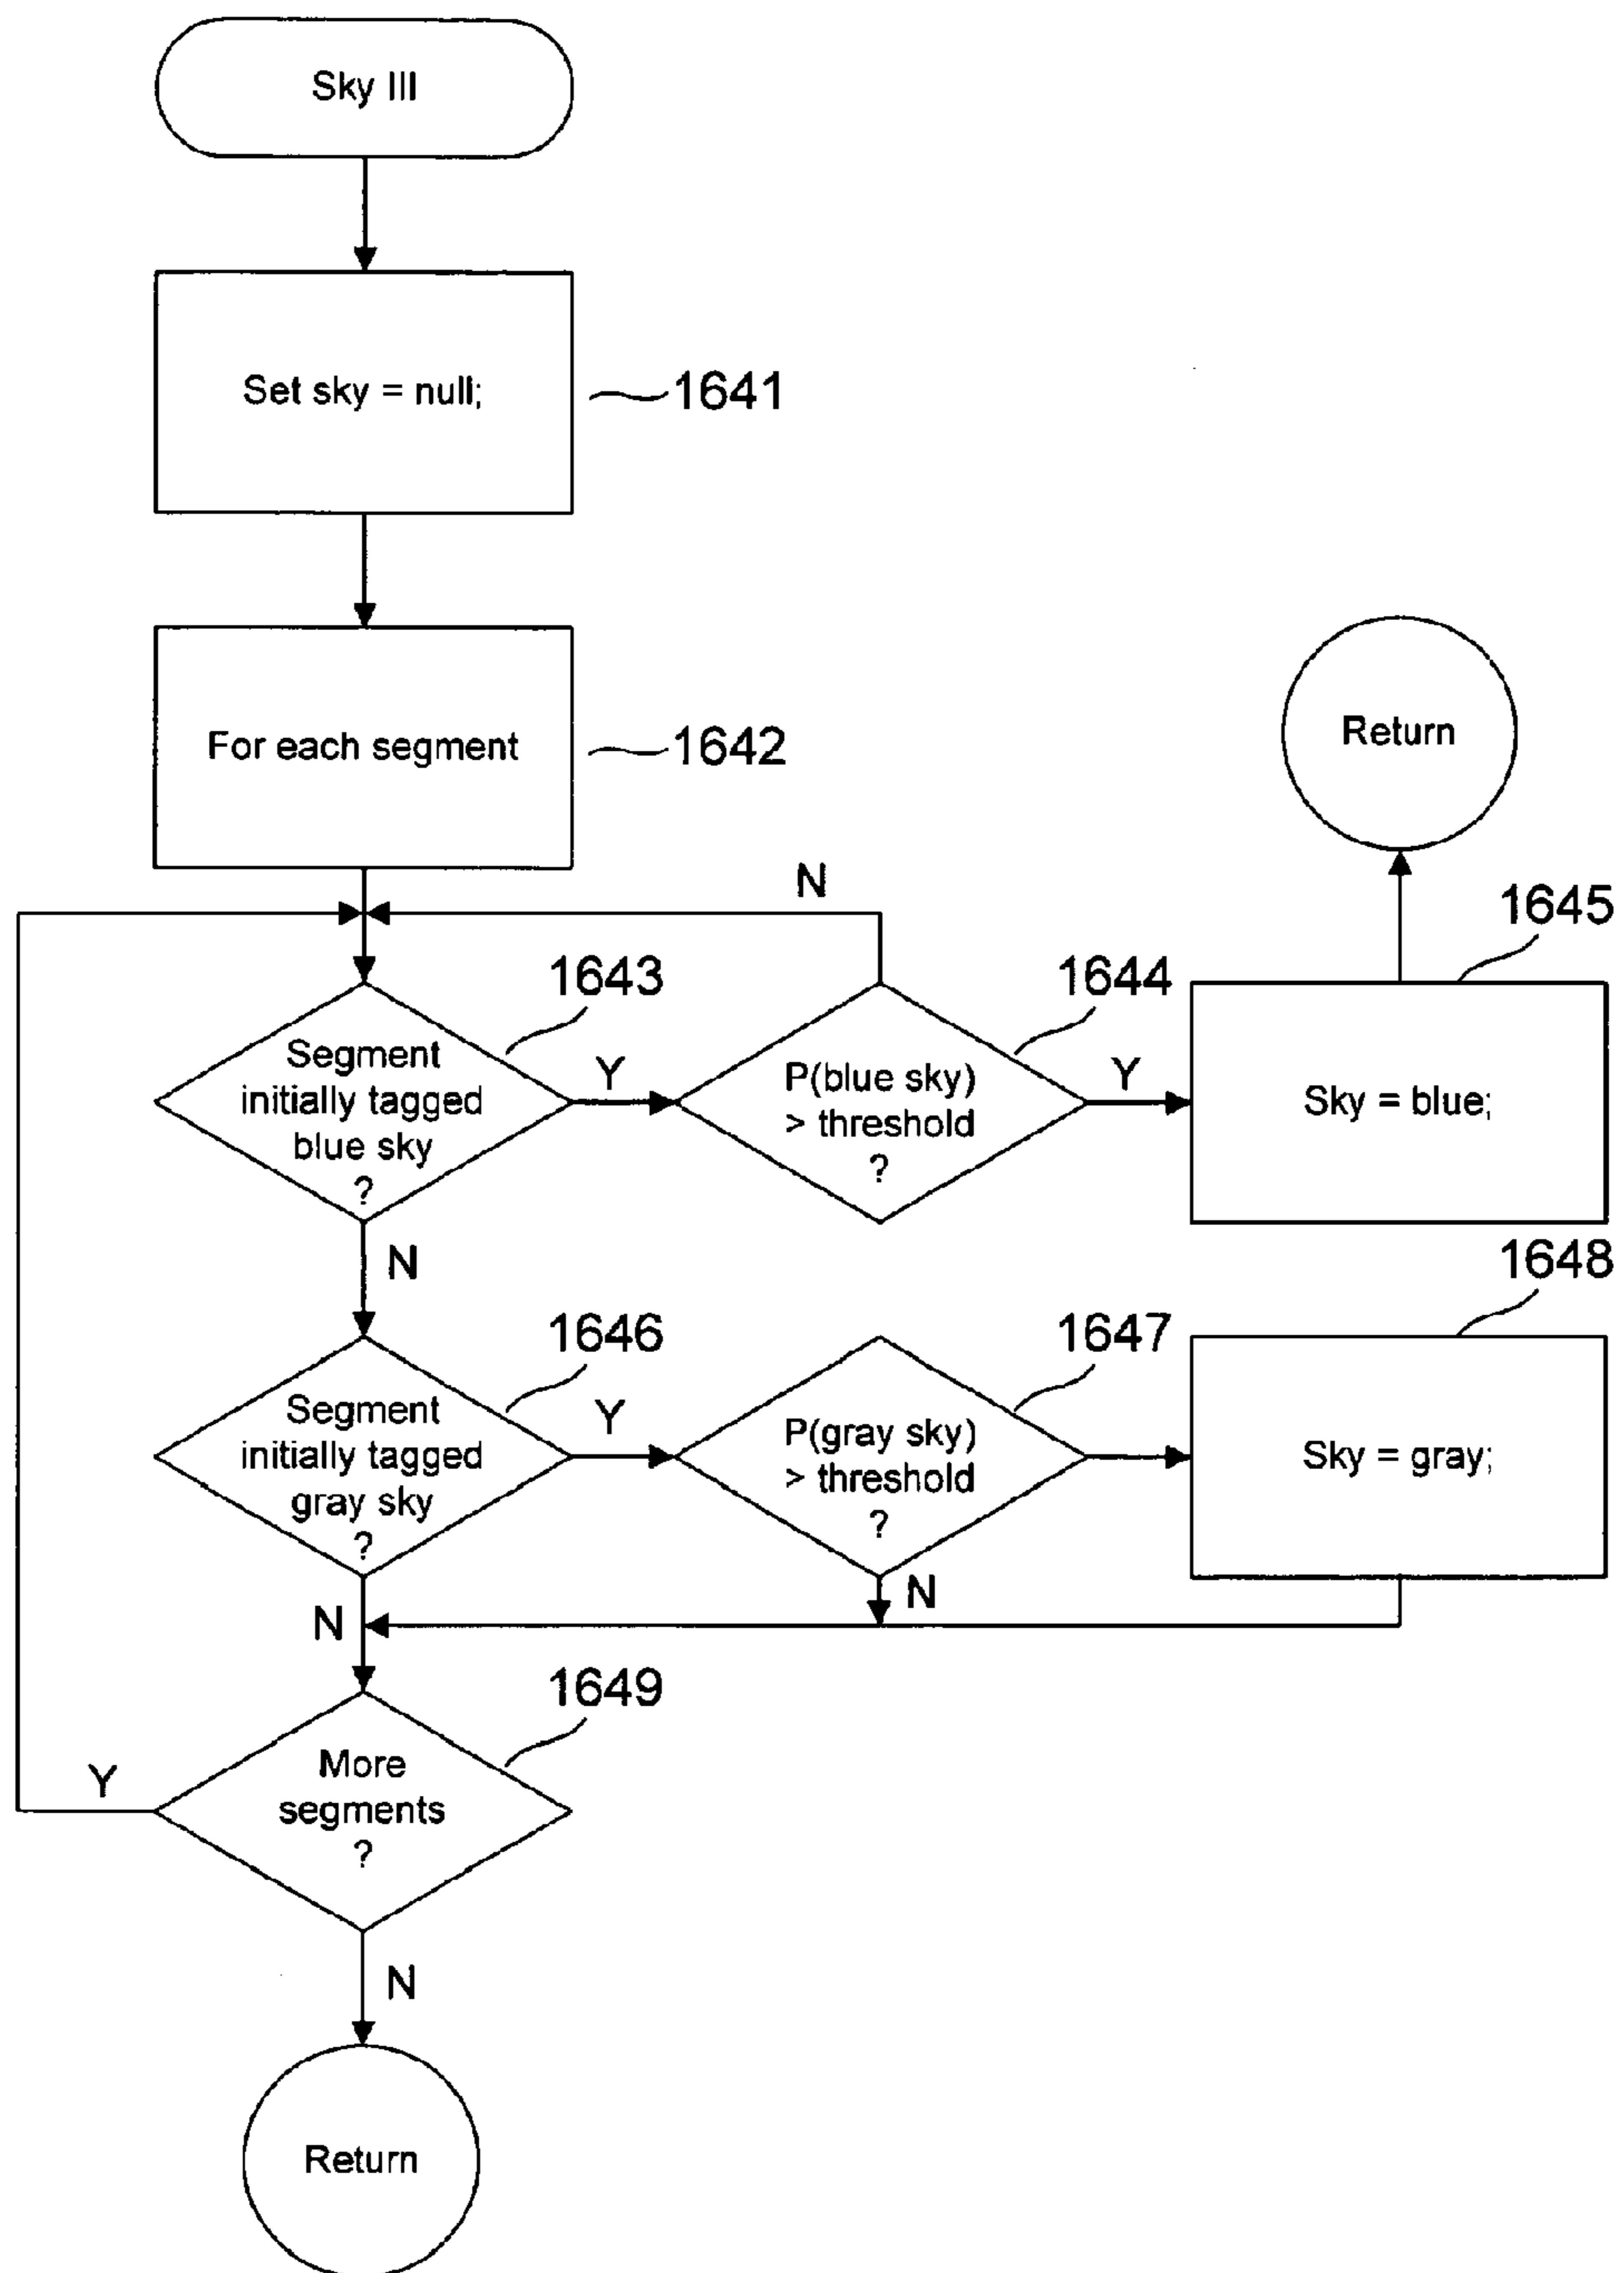 Sky III
Set sky = null;
1641
For each segment
1642
Return
N
1645
1643
1644
Segment
initially tagged
blue sky
?
Y
P(blue sky)
> threshold
?
Y
Sky = blue;
N
1648
1646
1647
Segment
initially tagged
gray sky
?
Y
P(gray sky)
> threshold
?
Sky = gray;
N
N
1649
More
segments
?
Y
N
Return